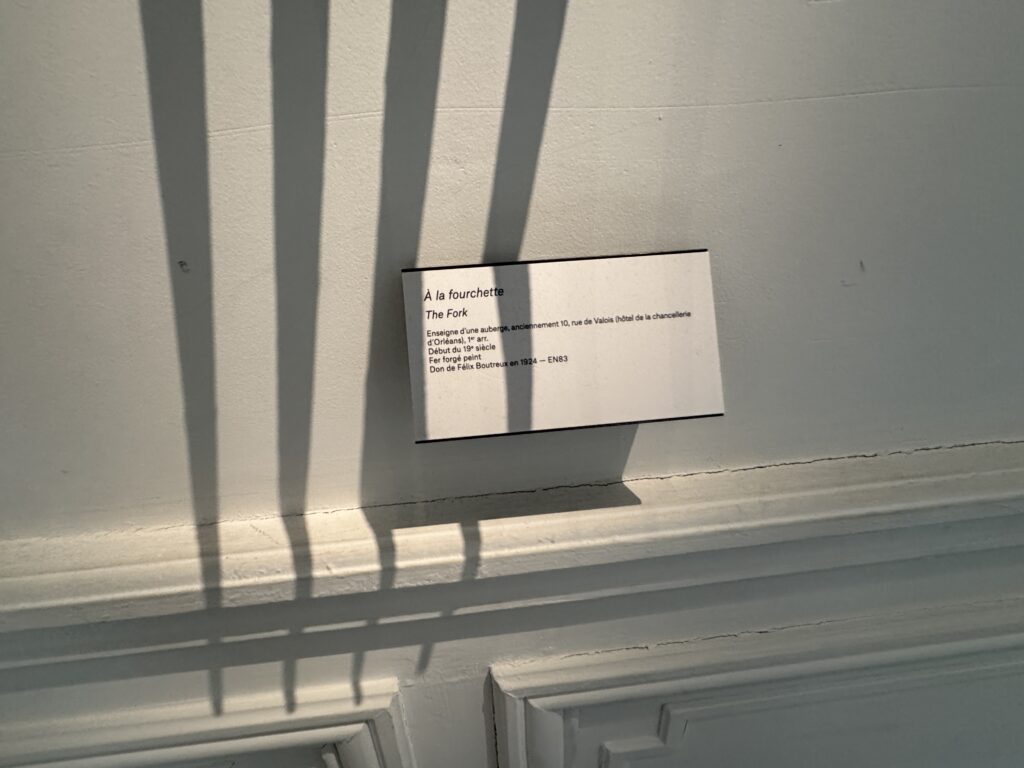 À la fourchette
The Fork
Enseigne d'une auberge, anciennement 10, rue de Valois (hôtel de la chancellerie
d'Orléans), 1er arr.
Début du 19e siècle
Fer forgé peint
Don de Félix Boutreux en 1924 — EN83